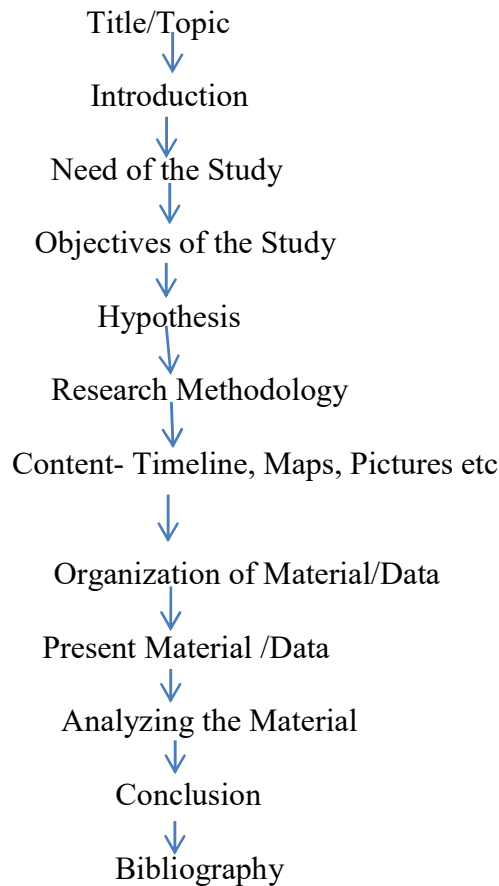 Title/Topic
Introduction
Need of the Study
Objectives of the Study
Hypothesis
Research Methodology
Content- Timeline, Maps, Pictures etc
Organization of Material/Data
Present Material /Data
Analyzing the Material
Conclusion
Bibliography